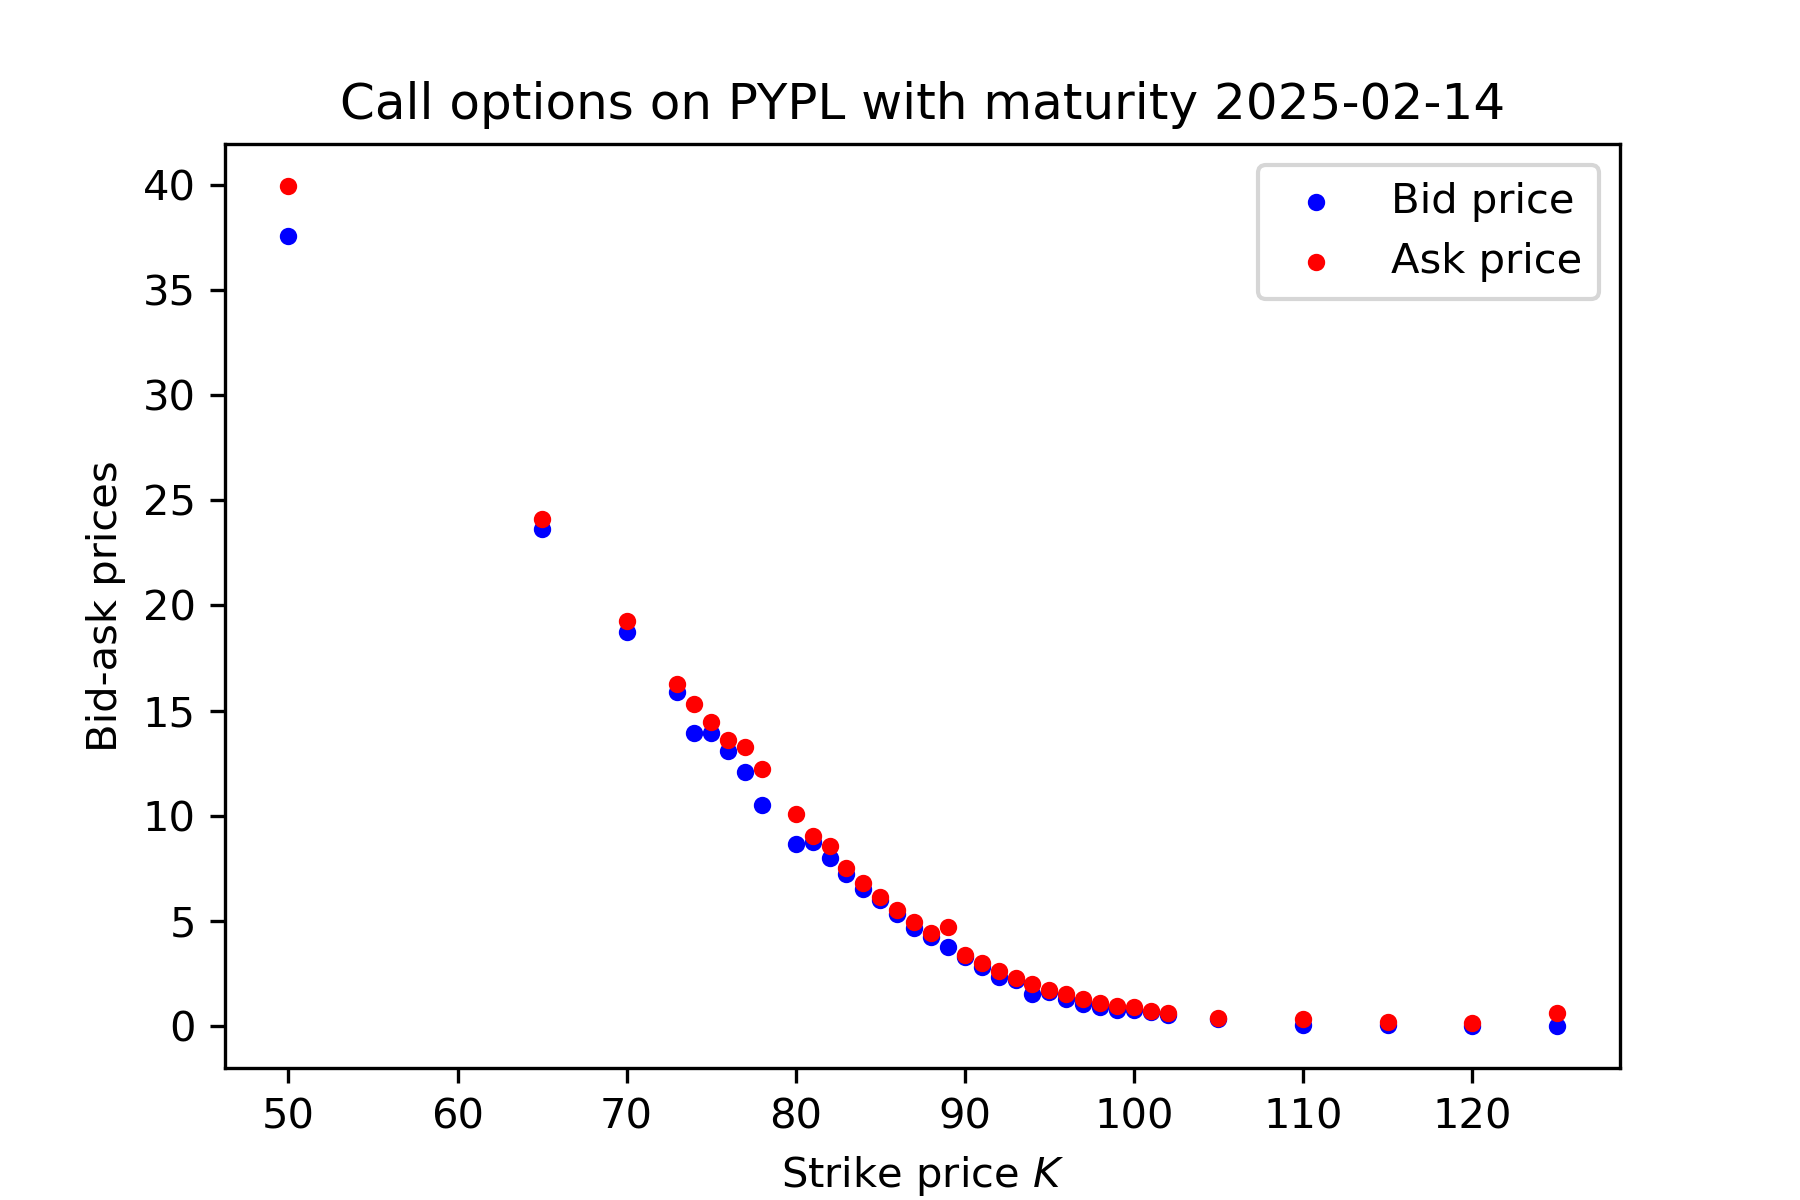 Call options on PYPL with maturity 2025-02-14
Bid price
Ask price
40
35
30
25
20
15
10
5
0
Bid-ask prices
50 60 70 80 90 100 110 120
Strike price K